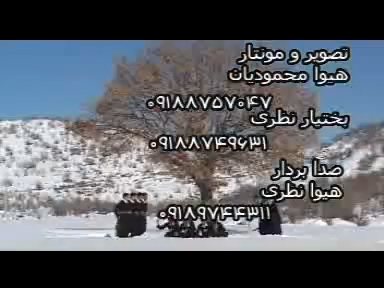 تصویر و مونتاژ
هیوا محمودیان
۰۹۱۸۸۷۵۷۰۴۷
بختیار نظری
۰۹۱۸۸۷۴۹۶۳۱
صدا بردار
هیوا نظری
۰۹۱۸۹۷۴۴۳۱۱